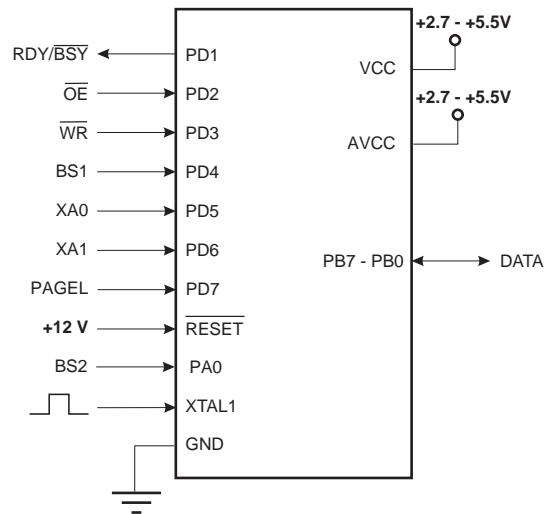 +2.7 - +5.5V
RDY/BSY PD1
VCC
OE PD2
+2.7 - +5.5V
WR PD3
AVCC
BS1 PD4
XA0 PD5
XA1 PD6
PB7 - PB0 DATA
PAGEL PD7
+12 V RESET
BS2 PA0
XTAL1
GND